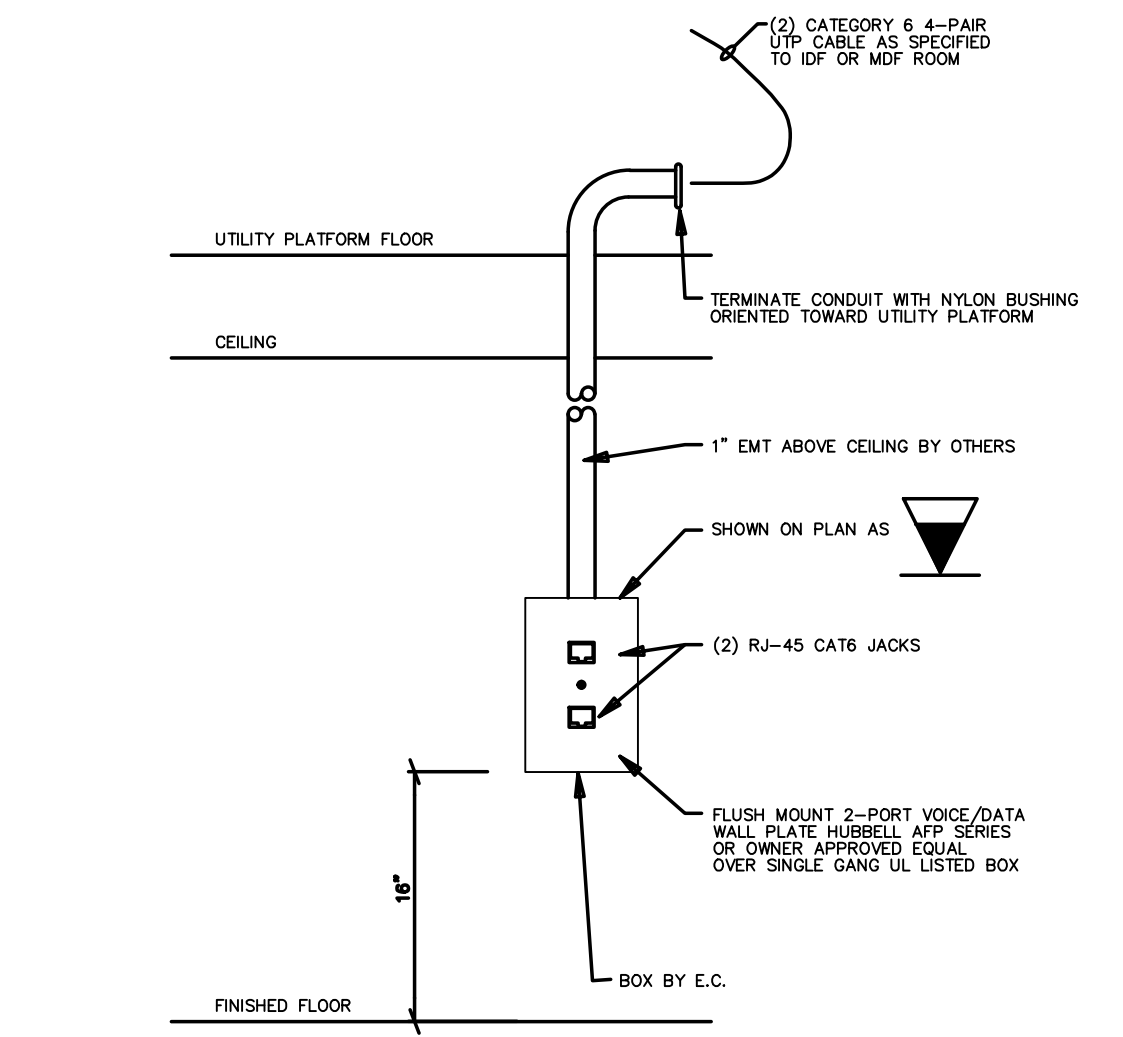 (2) CATEGORY 6 4-PAIR
UTP CABLE AS SPECIFIED
TO IDF OR MDF ROOM
UTILITY PLATFORM FLOOR
TERMINATE CONDUIT WITH NYLON BUSHING
ORIENTED TOWARD UTILITY PLATFORM
CEILING
1" EMT ABOVE CEILING BY OTHERS
SHOWN ON PLAN AS
(2) RJ-45 CAT6 JACKS
FLUSH MOUNT 2-PORT VOICE/DATA
WALL PLATE HUBBELL AFP SERIES
OR OWNER APPROVED EQUAL
OVER SINGLE GANG UL LISTED BOX
16"
BOX BY E.C.
FINISHED FLOOR